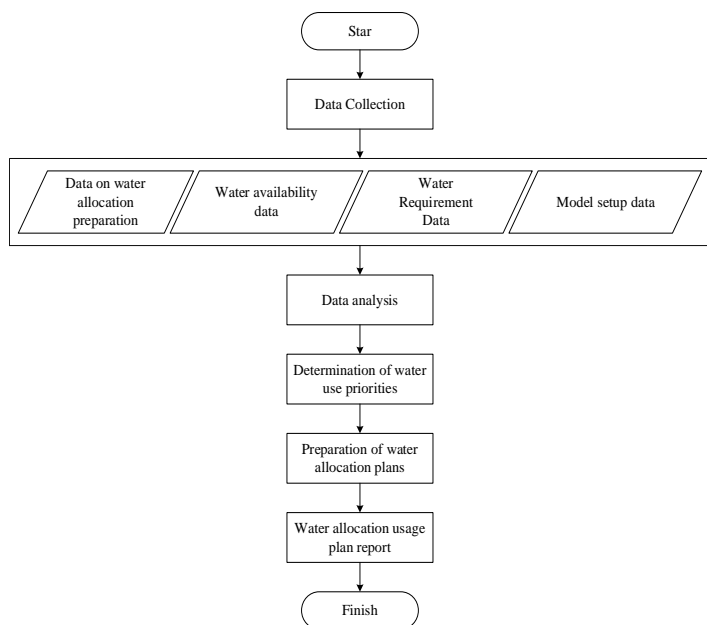 Star
Data Collection
Data on water
allocation
preparation
Water availability
data
Water
Requirement
Data
Model setup data
Data analysis
Determination of water
use priorities
Preparation of water
allocation plans
Water allocation usage
plan report
Finish